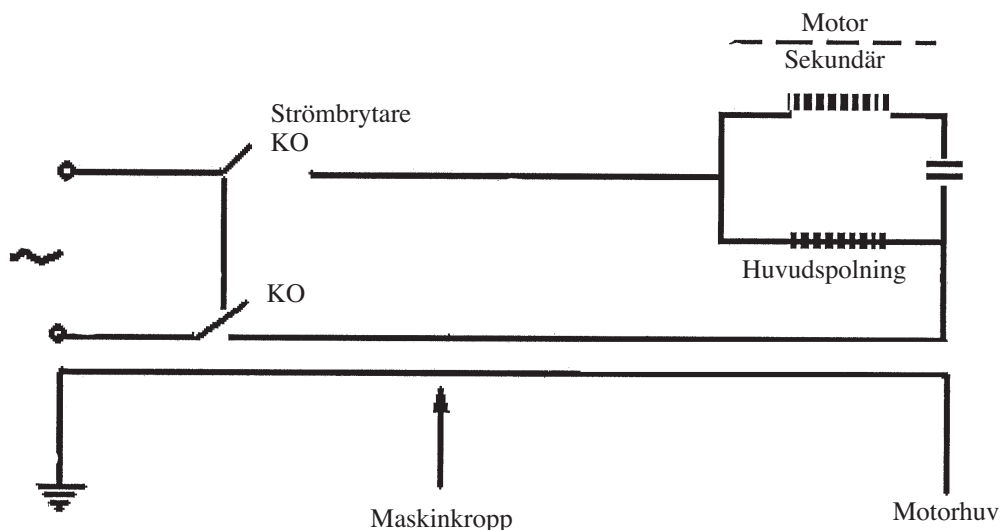 Motor
Sekundär
Strömbrytare
KO
Huvudspolning
KO
Maskinkropp
Motorhuv